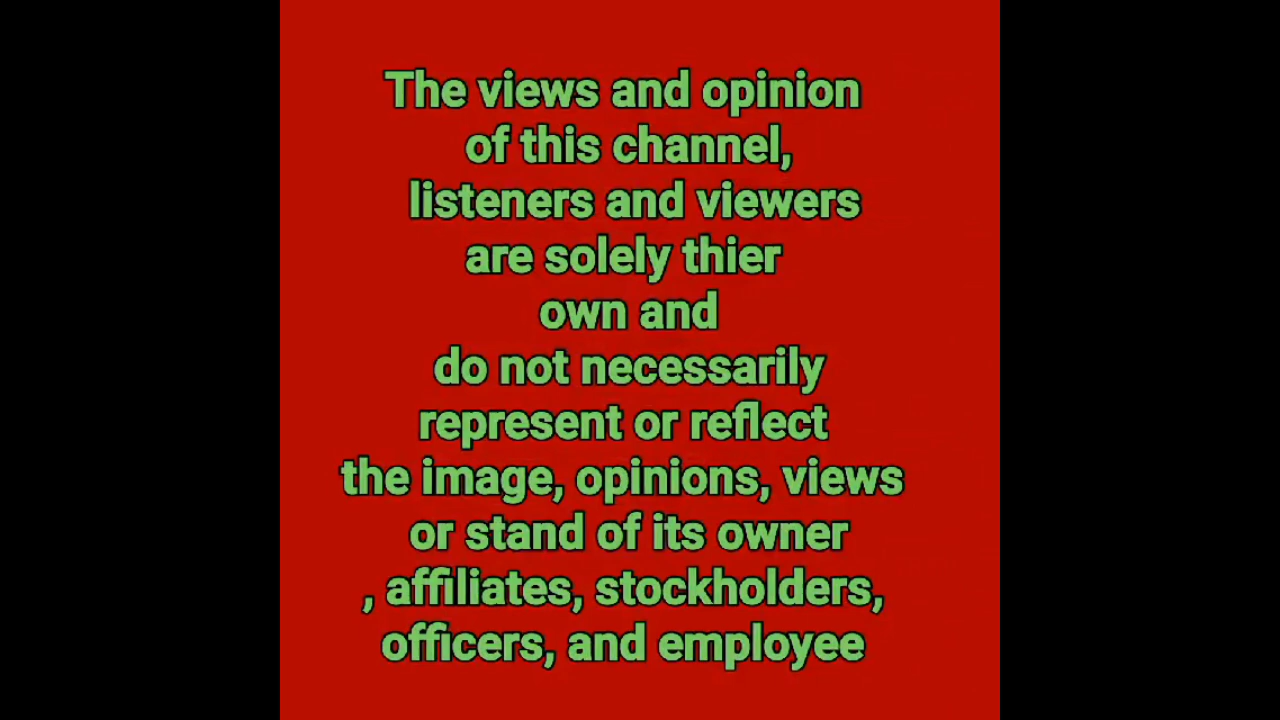 The views and opinion
of this channel,
listeners and viewers
are solely thier
own and
do not necessarily
represent or reflect
the image, opinions, views
or stand of its owner
, affiliates, stockholders,
officers, and employee